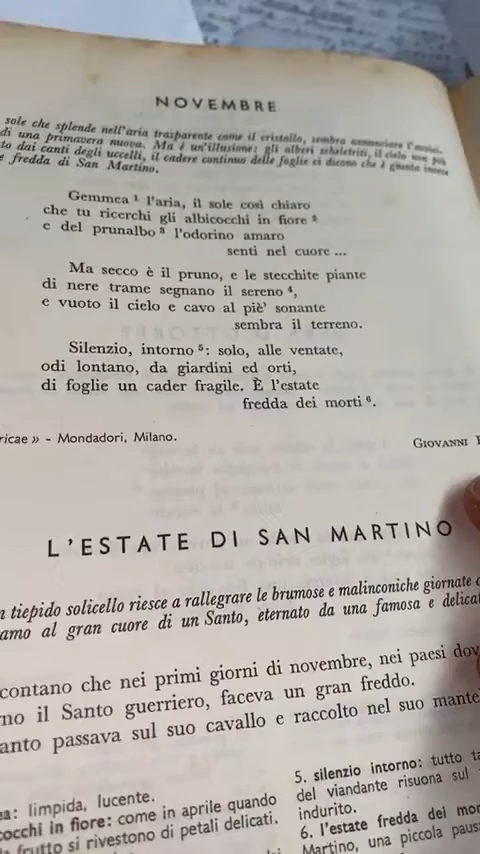 NOVEMBRE
sole che splende nell'aria trasparente come il cristallo, sembra annunciare l'avvici-
di una primavera nuova. Ma è un'illusione: gli alberi scheletriti, il cielo non più
to dai canti degli uccelli, il cadere continuo delle foglie ci dicono che è giunta invece
e fredda di San Martino.
Gemmea ¹ l'aria, il sole così chiaro
che tu ricerchi gli albicocchi in fiore ²
e del prunalbo ³ l'odorino amaro
senti nel cuore ...
Ma secco è il pruno, e le stecchite piante
di nere trame segnano il sereno ⁴,
e vuoto il cielo e cavo al piè' sonante
sembra il terreno.
Silenzio, intorno ⁵: solo, alle ventate,
odi lontano, da giardini ed orti,
di foglie un cader fragile. È l'estate
fredda dei morti ⁶.
ricae » - Mondadori, Milano.
GIOVANNI
L'ESTATE DI SAN MARTINO
n tiepido solicello riesce a rallegrare le brumose e malinconiche giornate
amo al gran cuore di un Santo, eternato da una famosa e delicat
contano che nei primi giorni di novembre, nei paesi dov
no il Santo guerriero, faceva un gran freddo.
anto passava sul suo cavallo e raccolto nel suo mante
ea: limpida, lucente.
cocchi in fiore: come in aprile quando
a frutto si rivestono di petali delicati.
5. silenzio intorno: tutto ta
del viandante risuona sul
indurito.
6. l'estate fredda dei mor
Martino, una piccola paus